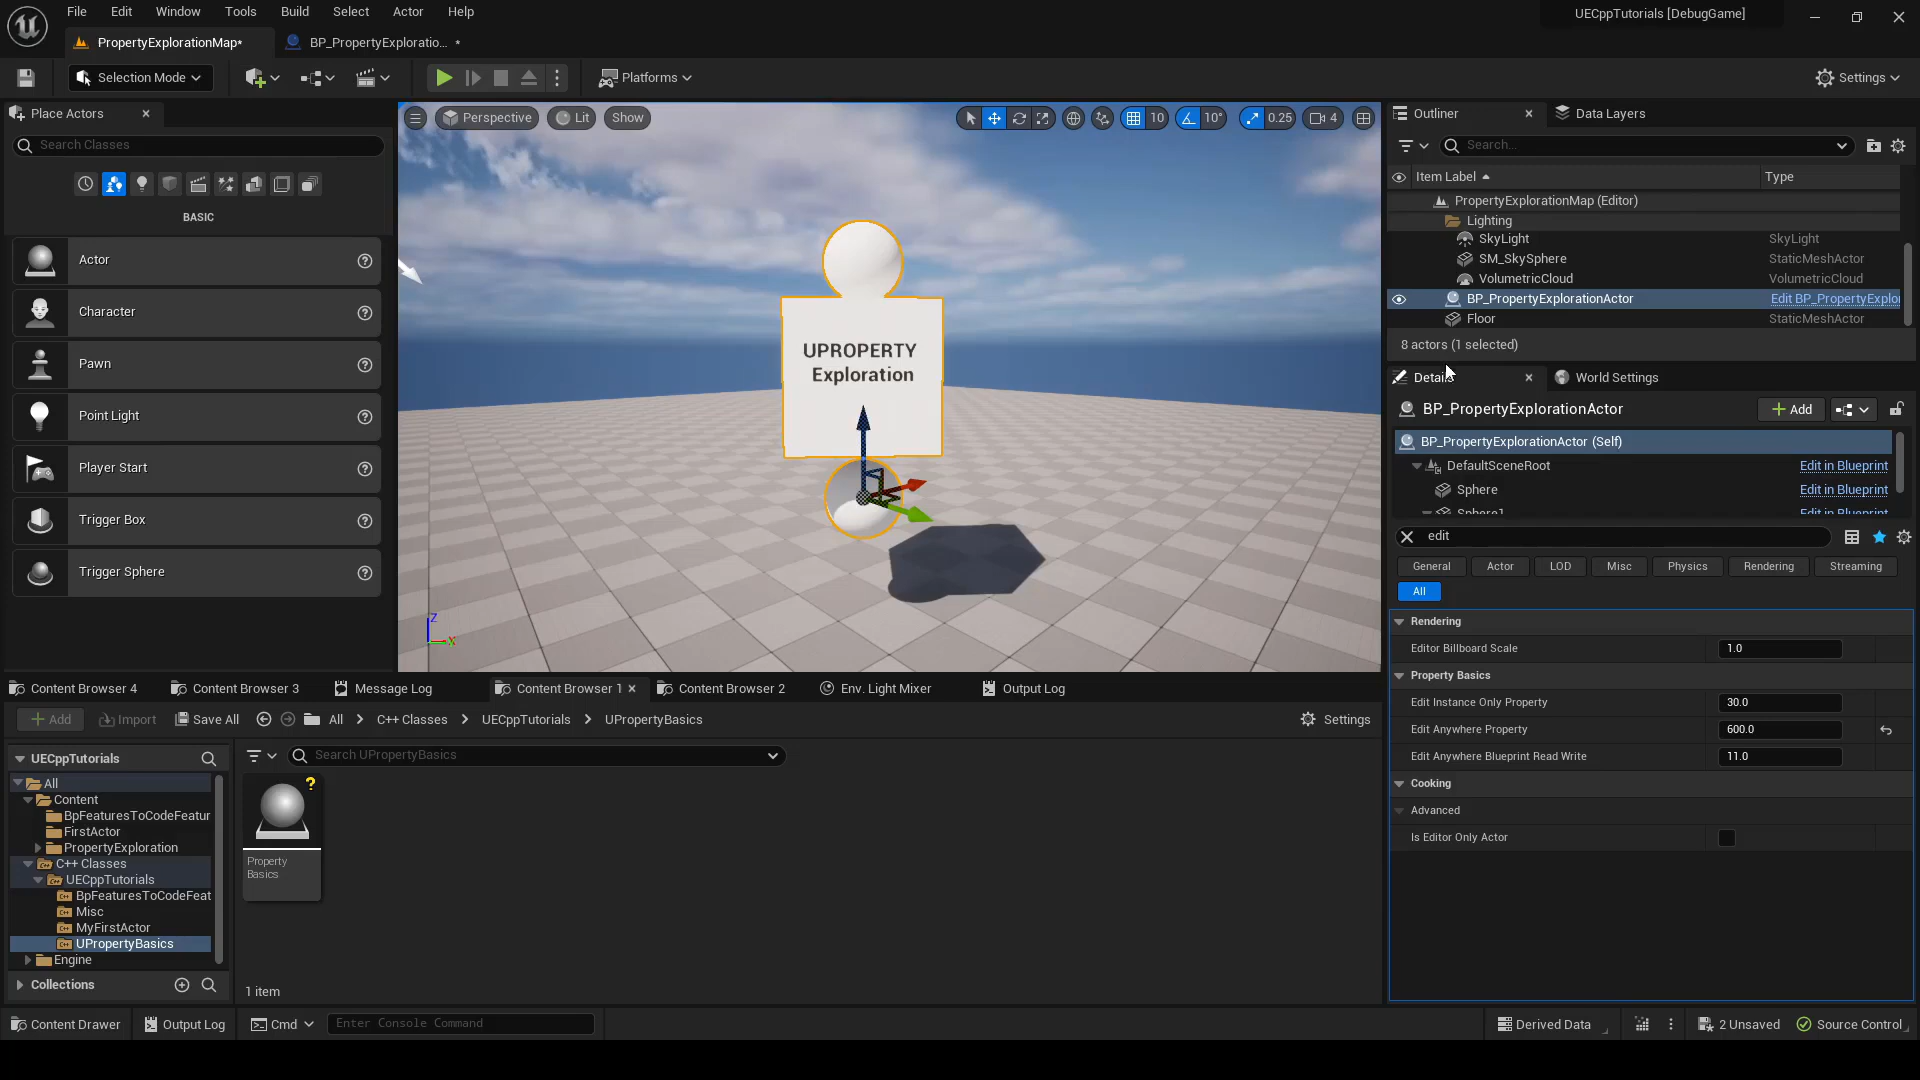 File Edit Window Tools Build Select Actor Help
UECppTutorials [DebugGame]
PropertyExplorationMap*
BP_PropertyExploratio... *
Selection Mode
Platforms
Settings
Place Actors
Search Classes
BASIC
Actor
Character
Pawn
Point Light
Player Start
Trigger Box
Trigger Sphere
Perspective
Lit
Show
10
10°
0.25
4
UPROPERTY
Exploration
Z
Outliner
Data Layers
Search...
Item Label
Type
PropertyExplorationMap (Editor)
Lighting
SkyLight
SkyLight
SM_SkySphere
StaticMeshActor
VolumetricCloud
VolumetricCloud
BP_PropertyExplorationActor
Edit BP_PropertyExplor
Floor
StaticMeshActor
8 actors (1 selected)
Details
World Settings
BP_PropertyExplorationActor
Add
BP_PropertyExplorationActor (Self)
DefaultSceneRoot
Edit in Blueprint
Sphere
Edit in Blueprint
Sphere1
Edit in Blueprint
edit
General
Actor
LOD
Misc
Physics
Rendering
Streaming
All
Rendering
Editor Billboard Scale
1.0
Property Basics
Edit Instance Only Property
30.0
Edit Anywhere Property
600.0
Edit Anywhere Blueprint Read Write
11.0
Cooking
Advanced
Is Editor Only Actor
Content Browser 4
Content Browser 3
Message Log
Content Browser 1
Content Browser 2
Env. Light Mixer
Output Log
Add
Import
Save All
All
C++ Classes
UECppTutorials
UPropertyBasics
Settings
UECppTutorials
Search UPropertyBasics
All
Content
BpFeaturesToCodeFeatur
FirstActor
PropertyExploration
C++ Classes
UECppTutorials
BpFeaturesToCodeFeat
Misc
MyFirstActor
UPropertyBasics
Engine
Collections
?
Property
Basics
1 item
Content Drawer
Output Log
Cmd
Enter Console Command
Derived Data
2 Unsaved
Source Control